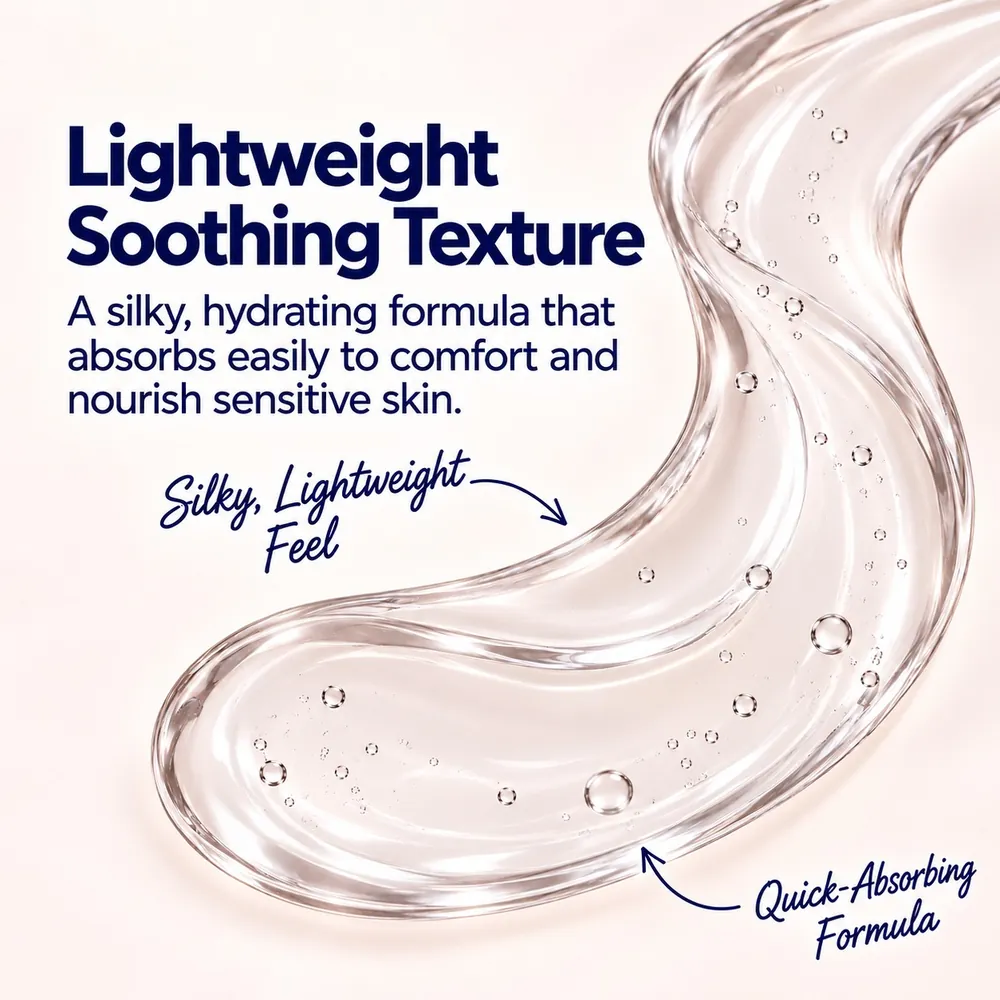 Lightweight
Soothing Texture
A silky, hydrating formula that
absorbs easily to comfort and
nourish sensitive skin.
Silky, Lightweight
Feel
Quick-Absorbing
Formula